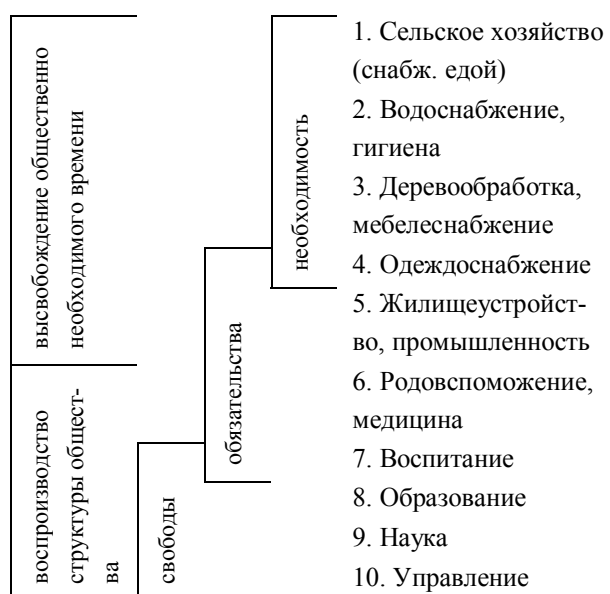 высвобождение общественно
необходимого времени
воспроизводство
структуры общест-
ва
свободы
обязательства
необходимость
1. Сельское хозяйство
(снабж. едой)
2. Водоснабжение,
гигиена
3. Деревообработка,
мебелеснабжение
4. Одеждоснабжение
5. Жилищеустройст-
во, промышленность
6. Родовспоможение,
медицина
7. Воспитание
8. Образование
9. Наука
10. Управление